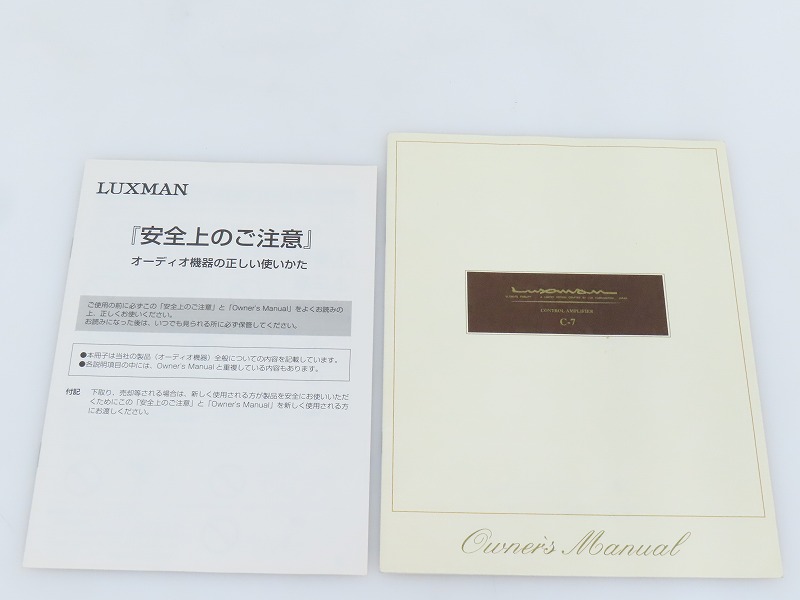 LUXMAN
『安全上のご注意』
オーディオ機器の正しい使いかた
ご使用の前に必ずこの「安全上のご注意」と「Owner's Manual」をよくお読みの
上、正しくお使いください。
お読みになった後は、いつでも見られる所に必ず保管してください。
●本冊子は当社の製品（オーディオ機器）全般についての内容を記載しています。
●各説明項目の中には、Owner's Manualと重複している内容もあります。
付記 下取り、売却等される場合は、新しく使用される方が製品を安全にお使いいただ
くためにこの「安全上のご注意」と「Owner's Manual」を新しく使用される方
にお渡しください。
Luxman
CONTROL AMPLIFIER
C-7
Owner's Manual